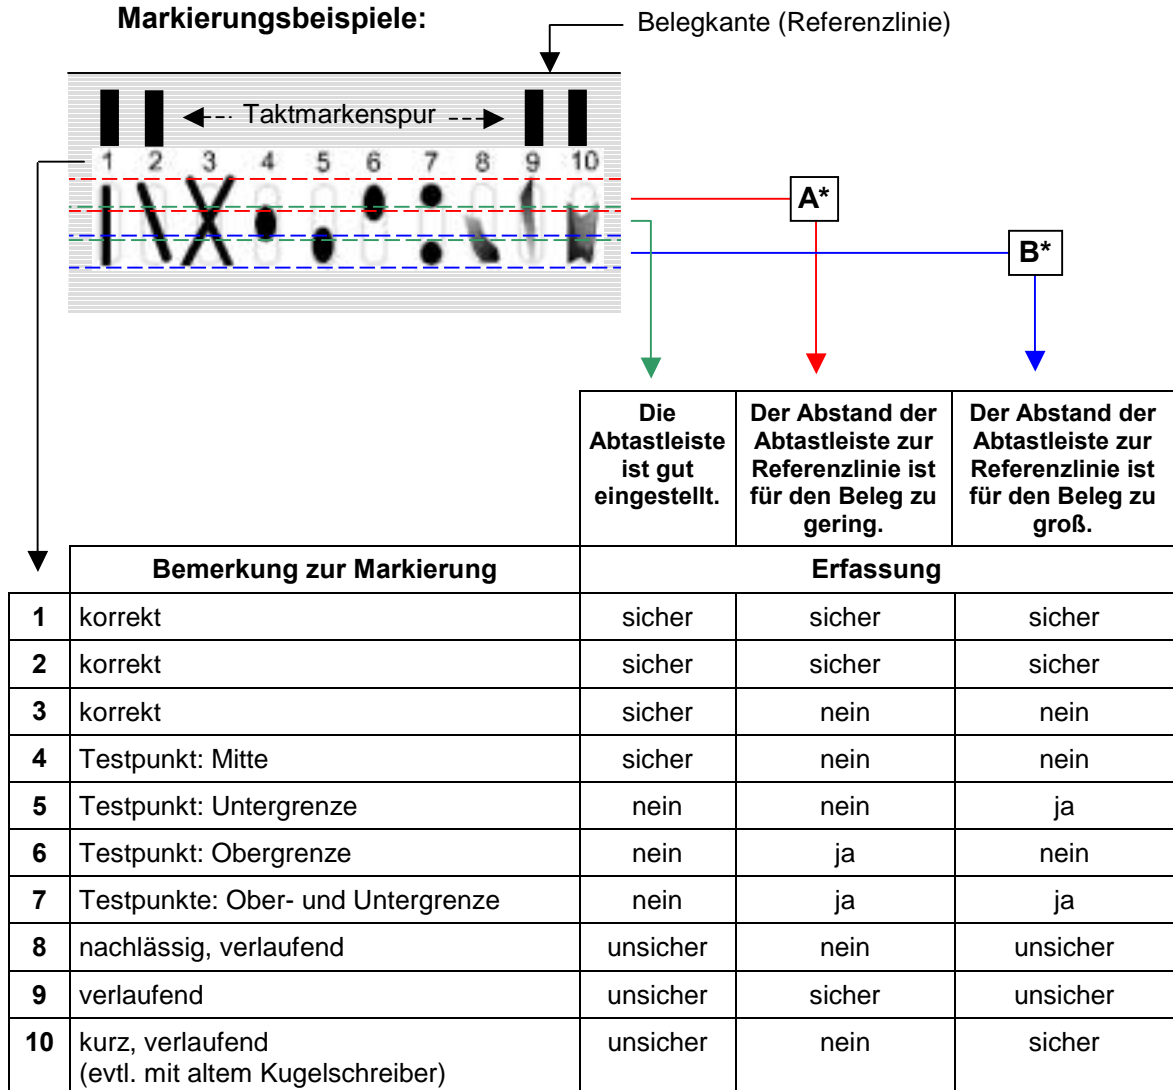 Markierungsbeispiele:
Belegkante (Referenzlinie)
Taktmarkenspur
1 2 3 4 5 6 7 8 9 10
A*
B*
Die Abtastleiste ist gut eingestellt.
Der Abstand der Abtastleiste zur Referenzlinie ist für den Beleg zu gering.
Der Abstand der Abtastleiste zur Referenzlinie ist für den Beleg zu groß.
Bemerkung zur Markierung Erfassung
1 korrekt sicher sicher sicher
2 korrekt sicher sicher sicher
3 korrekt sicher nein nein
4 Testpunkt: Mitte sicher nein nein
5 Testpunkt: Untergrenze nein nein ja
6 Testpunkt: Obergrenze nein ja nein
7 Testpunkte: Ober- und Untergrenze nein ja ja
8 nachlässig, verlaufend unsicher nein unsicher
9 verlaufend unsicher sicher unsicher
10 kurz, verlaufend unsicher nein sicher
(evtl. mit altem Kugelschreiber)